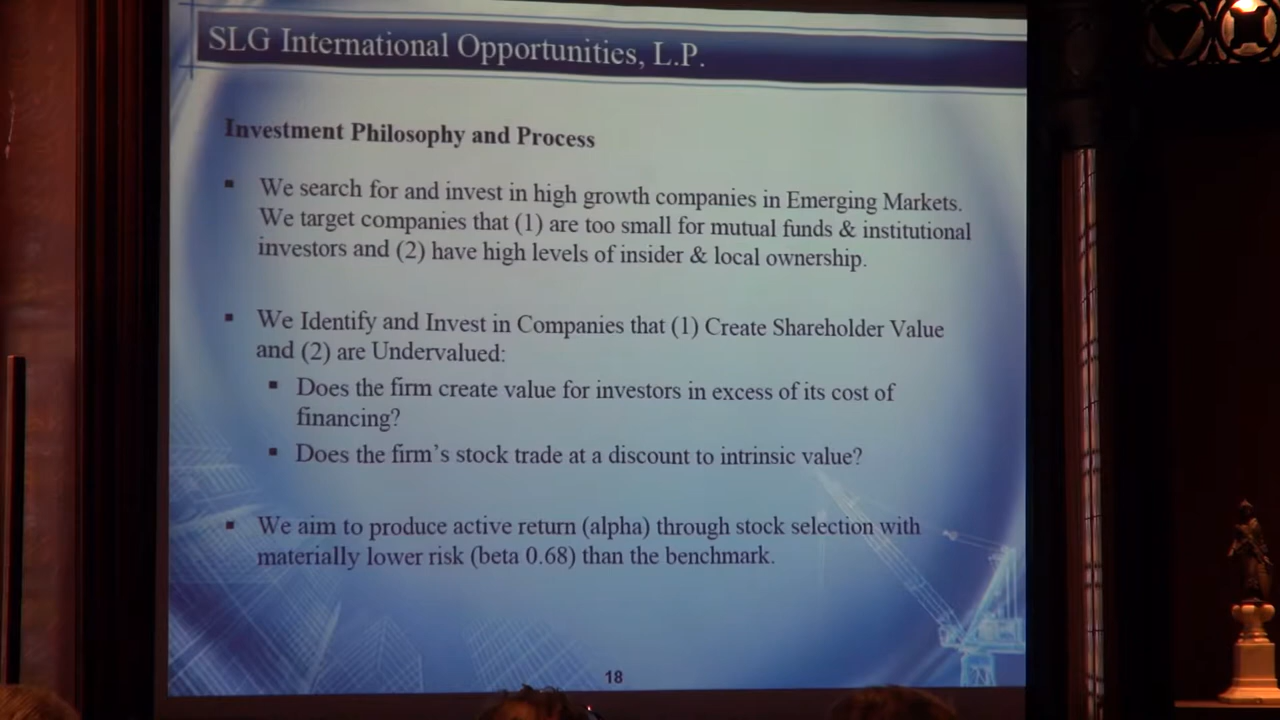 SLG International Opportunities, L.P.
Investment Philosophy and Process
▪ We search for and invest in high growth companies in Emerging Markets.
We target companies that (1) are too small for mutual funds & institutional
investors and (2) have high levels of insider & local ownership.
▪ We Identify and Invest in Companies that (1) Create Shareholder Value
and (2) are Undervalued:
▪ Does the firm create value for investors in excess of its cost of
financing?
▪ Does the firm’s stock trade at a discount to intrinsic value?
▪ We aim to produce active return (alpha) through stock selection with
materially lower risk (beta 0.68) than the benchmark.
18